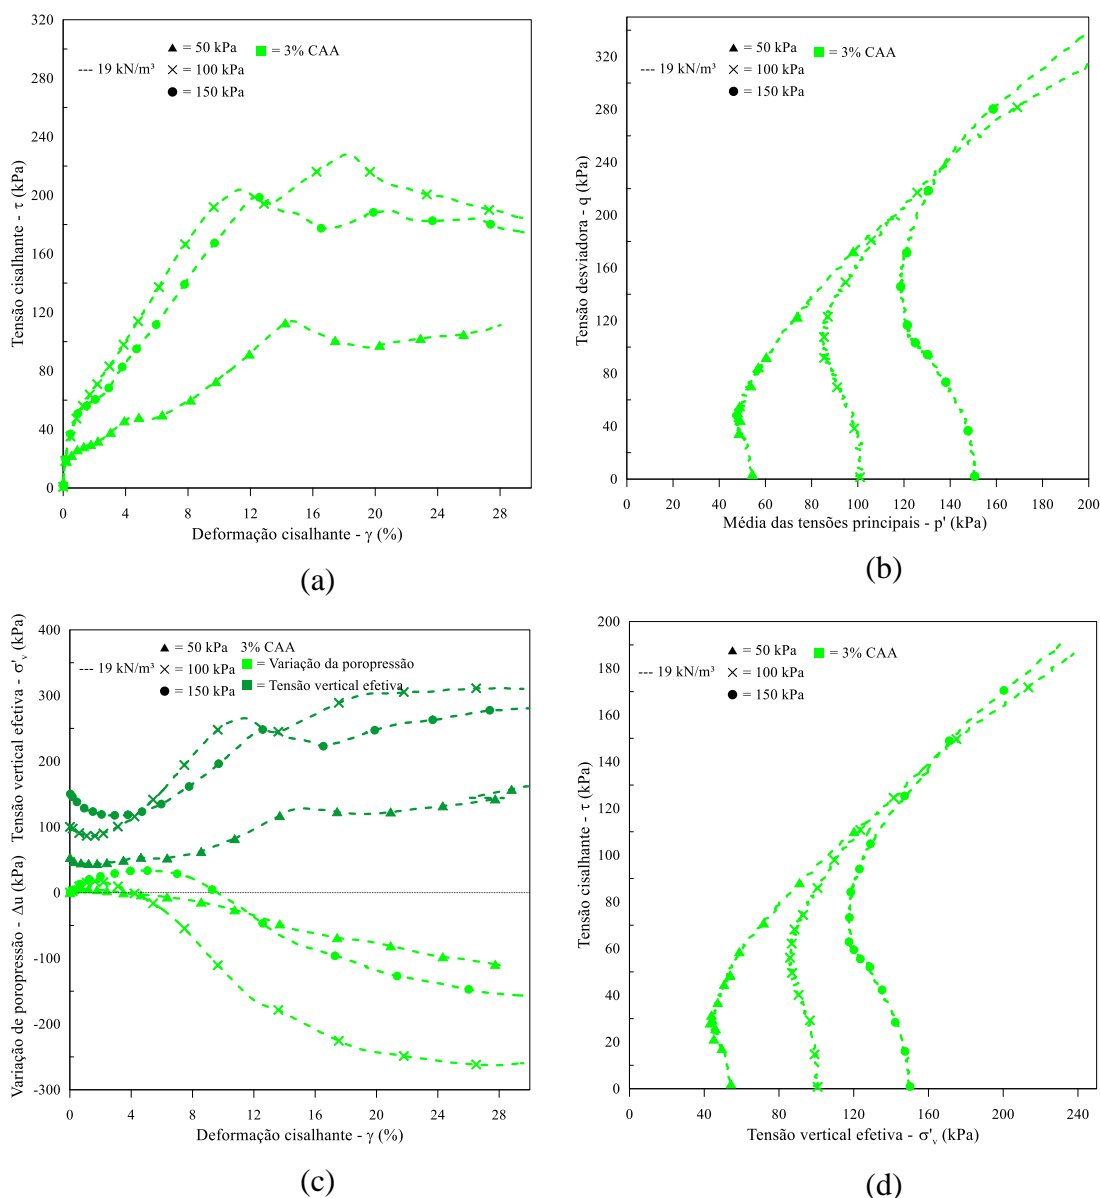 320
280
240
200
160
120
80
40
0
Tensão cisalhante - τ (kPa)
--- 19 kN/m³
= 50 kPa
= 100 kPa
= 150 kPa
= 3% CAA
0 4 8 12 16 20 24 28
Deformação cisalhante - γ (%)
(a)
320
280
240
200
160
120
80
40
0
Tensão desviadora - q (kPa)
--- 19 kN/m³
= 50 kPa
= 100 kPa
= 150 kPa
= 3% CAA
0 20 40 60 80 100 120 140 160 180 200
Média das tensões principais - p' (kPa)
(b)
400
300
200
100
0
-100
-200
-300
Variação de poropressão - Δu (kPa) Tensão vertical efetiva - σ'v (kPa)
--- 19 kN/m³
= 50 kPa
= 100 kPa
= 150 kPa
3% CAA
= Variação da poropressão
= Tensão vertical efetiva
0 4 8 12 16 20 24 28
Deformação cisalhante - γ (%)
(c)
200
180
160
140
120
100
80
60
40
20
0
Tensão cisalhante - τ (kPa)
--- 19 kN/m³
= 50 kPa
= 100 kPa
= 150 kPa
= 3% CAA
0 40 80 120 160 200 240
Tensão vertical efetiva - σ'v (kPa)
(d)